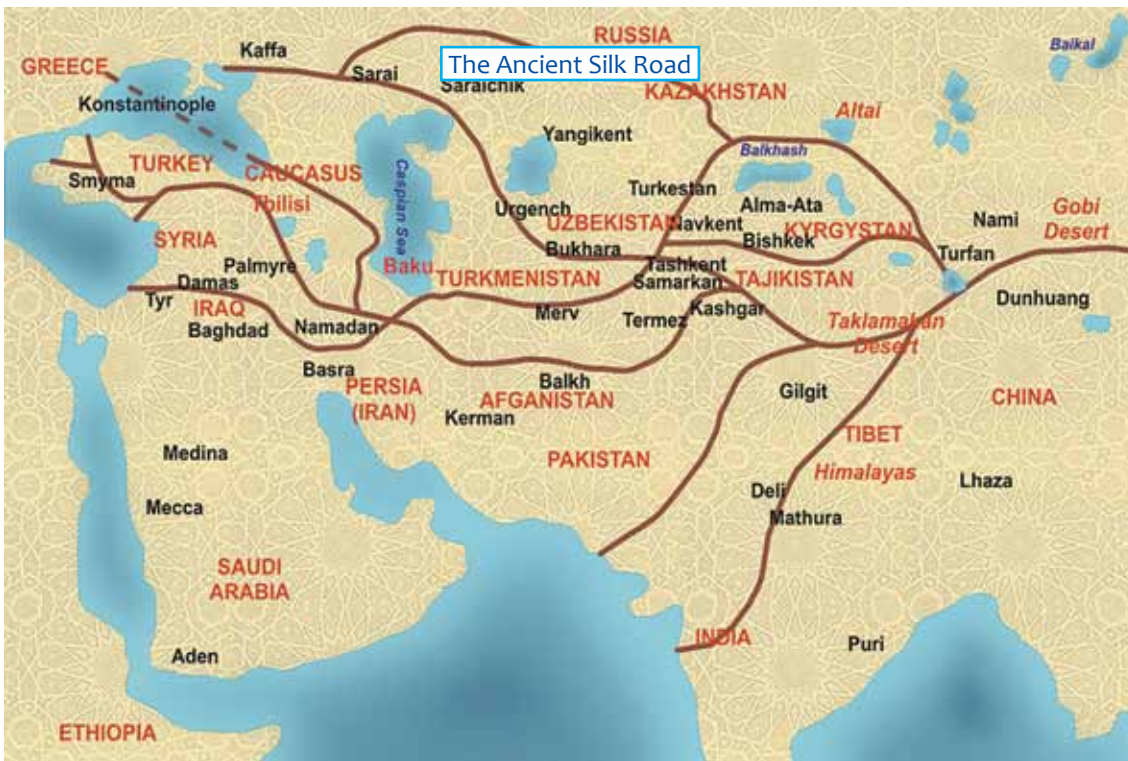 RUSSIA
Kaffa
The Ancient Silk Road
Baikal
GREECE
Sarai
Saraichik
KAZAKHSTAN
Konstantinople
Altai
Yangikent
Balkhash
TURKEY
CAUCASUS
Caspian Sea
Smyma
Turkestan
Tbilisi
Urgench
Alma-Ata
Gobi
Desert
UZBEKISTAN
Navkent
KYRGYSTAN
Nami
SYRIA
Bukhara
Bishkek
Turfan
Palmyre
Baku
Tashkent
Damas
TURKMENISTAN
Samarkan
TAJIKISTAN
Tyr
IRAQ
Kashgar
Dunhuang
Baghdad
Namadan
Merv
Termez
Taklamahan
Desert
Basra
PERSIA
(IRAN)
Balkh
AFGANISTAN
Gilgit
CHINA
Kerman
TIBET
Medina
PAKISTAN
Himalayas
Lhaza
Deli
Mecca
Mathura
SAUDI
ARABIA
INDIA
Puri
Aden
ETHIOPIA